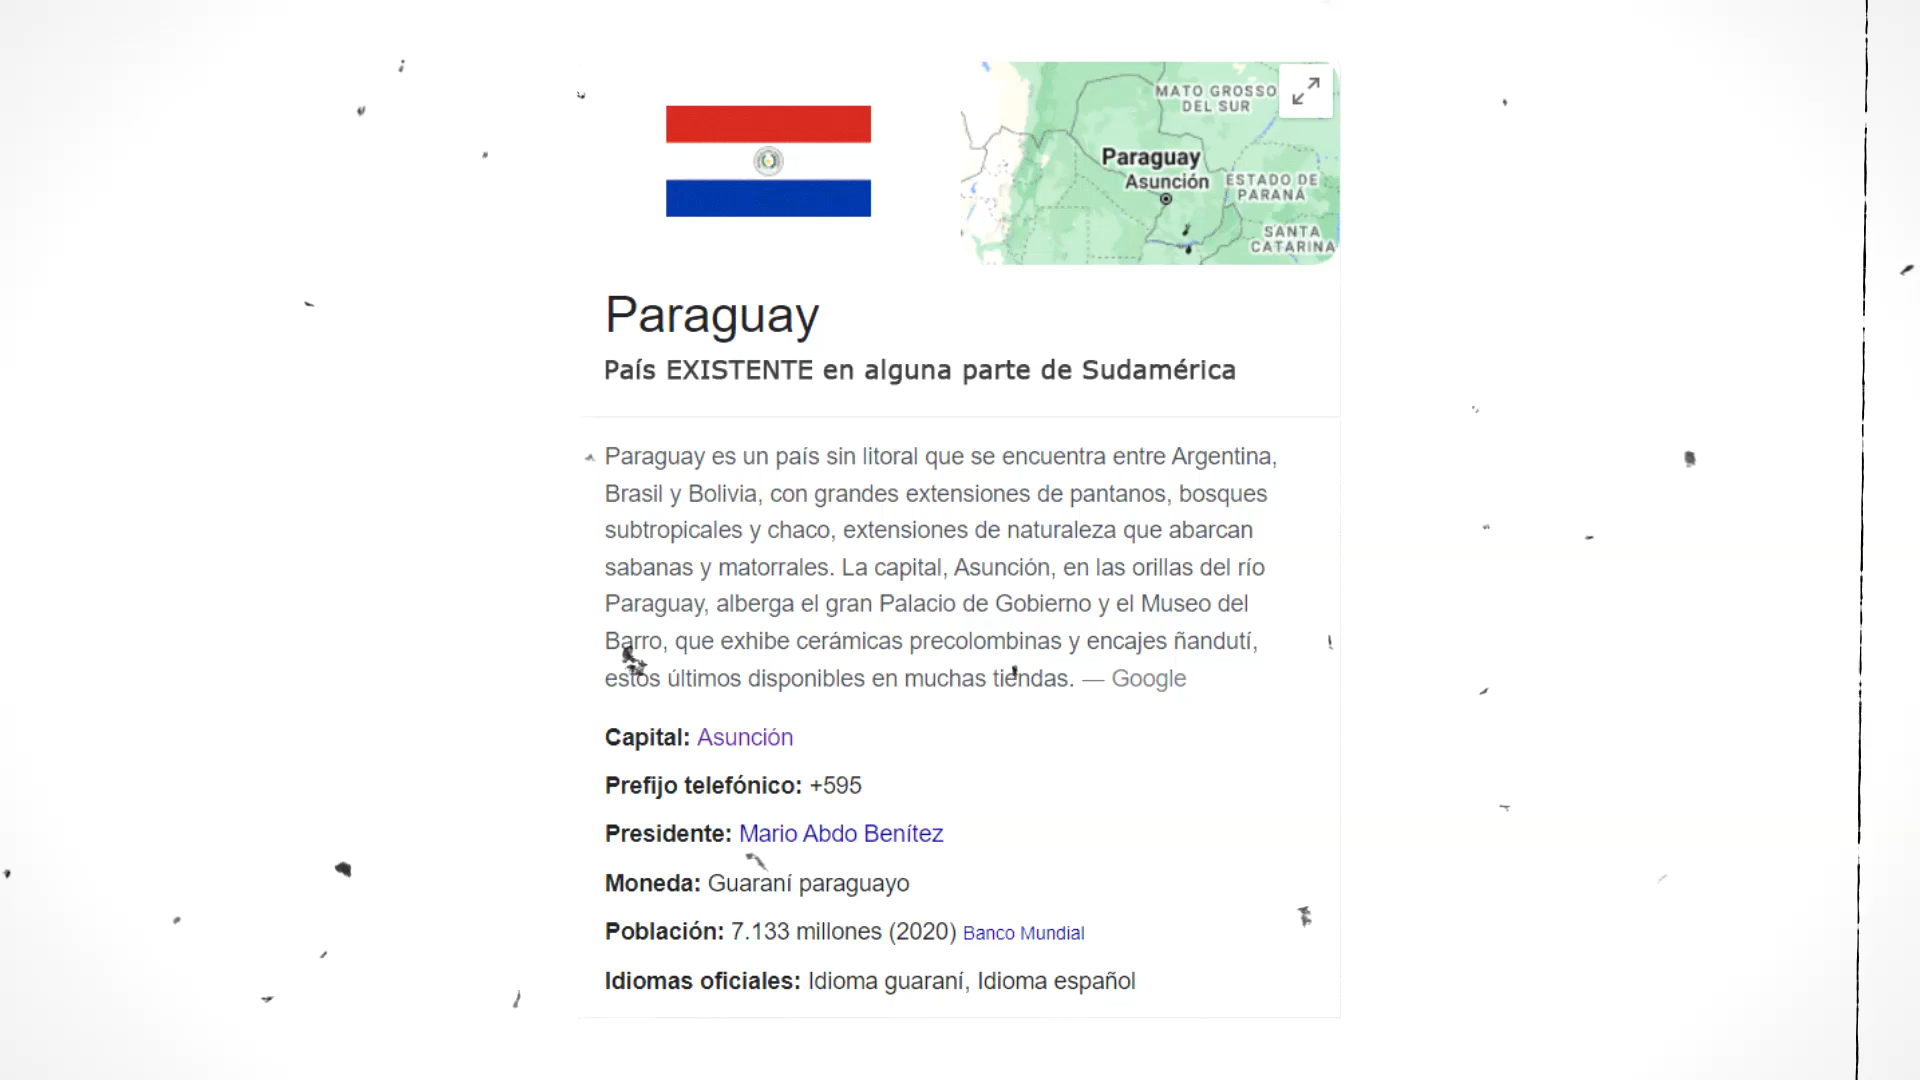 MATO GROSSO
DEL SUR
Paraguay
Asunción
ESTADO DE
PARANÁ
SANTA
CATARINA
Paraguay
País EXISTENTE en alguna parte de Sudamérica
Paraguay es un país sin litoral que se encuentra entre Argentina,
Brasil y Bolivia, con grandes extensiones de pantanos, bosques
subtropicales y chaco, extensiones de naturaleza que abarcan
sabanas y matorrales. La capital, Asunción, en las orillas del río
Paraguay, alberga el gran Palacio de Gobierno y el Museo del
Barro, que exhibe cerámicas precolombinas y encajes ñandutí,
estos últimos disponibles en muchas tiendas. — Google
Capital: Asunción
Prefijo telefónico: +595
Presidente: Mario Abdo Benítez
Moneda: Guaraní paraguayo
Población: 7.133 millones (2020) Banco Mundial
Idiomas oficiales: Idioma guaraní, Idioma español